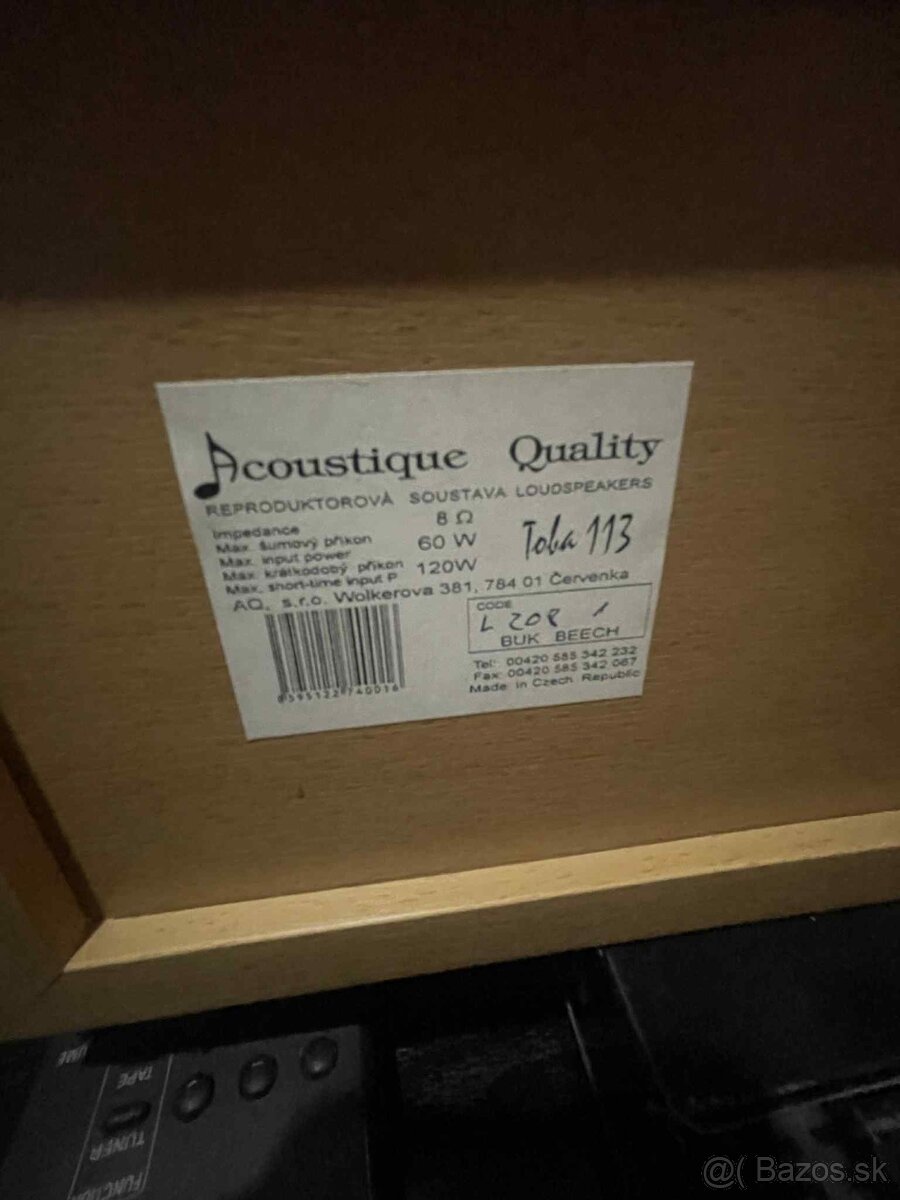 Acoustique Quality
REPRODUKTOROVÁ SOUSTAVA LOUDSPEAKERS
Impedance 8 Ω
Max. šumový příkon 60 W
Max. input power
Max. krátkodobý příkon 120W
Max. short-time input P
Toba 113
AQ, s.r.o. Wolkerova 381, 784 01 Červenka
CODE
L 208 1
BUK BEECH
8595122740016
Tel: 00420 585 342 232
Fax: 00420 585 342 067
Made in Czech Republic
TAPE
TUNER
FUNCTION
@( Bazos.sk